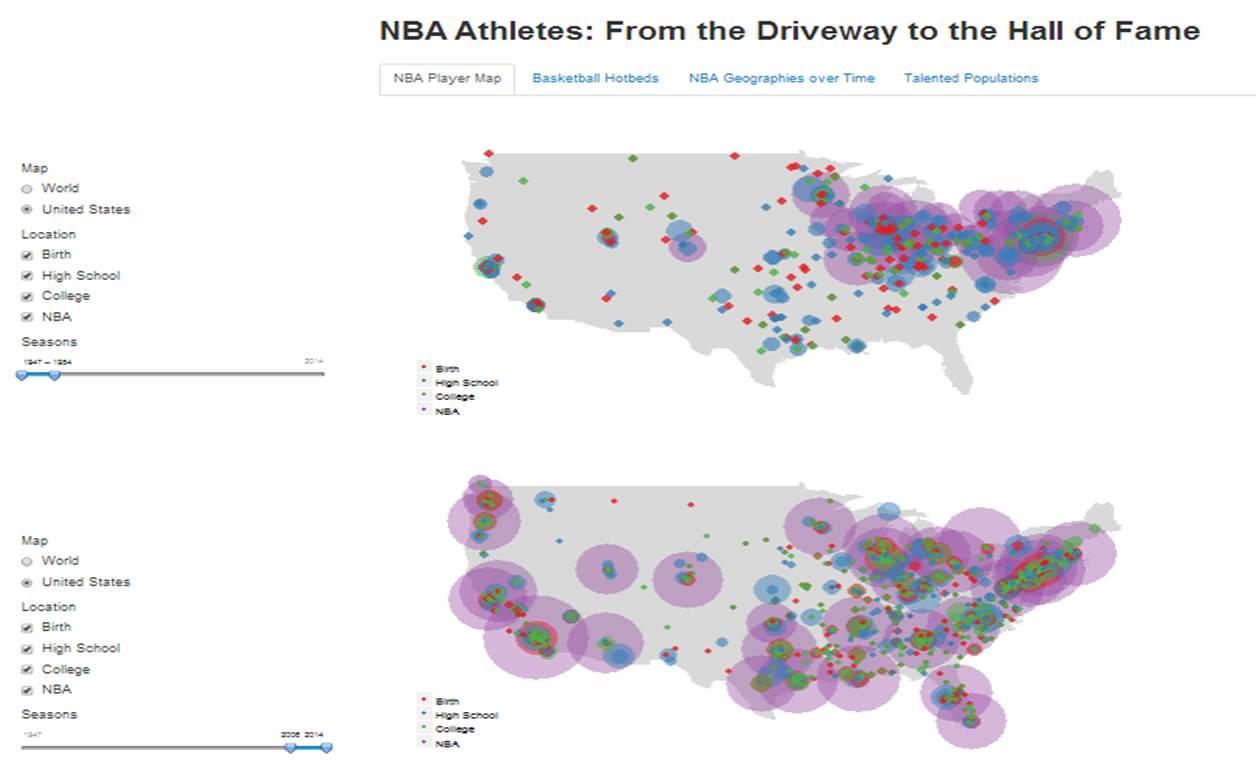 NBA Athletes: From the Driveway to the Hall of Fame
NBA Player Map
Basketball Hotbeds
NBA Geographies over Time
Talented Populations
Map
World
United States
Location
Birth
High School
College
NBA
Seasons
1947 – 1954
2014
Birth
High School
College
NBA
Map
World
United States
Location
Birth
High School
College
NBA
Seasons
1947
2006
2014
Birth
High School
College
NBA